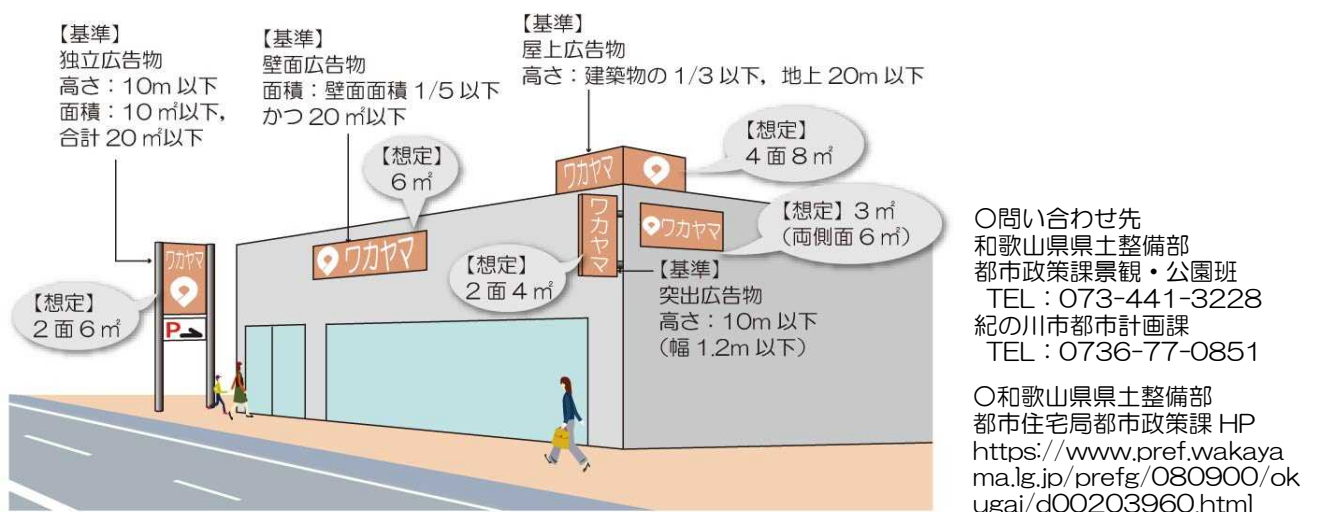 【基準】
独立広告物
高さ：10m 以下
面積：10 ㎡以下，
合計 20 ㎡以下
【基準】
壁面広告物
面積：壁面面積 1/5 以下
かつ 20 ㎡以下
【基準】
屋上広告物
高さ：建築物の 1/3 以下，地上 20m 以下
【想定】
6 ㎡
【想定】
4 面 8 ㎡
ワカヤマ
ワカヤマ
ワカヤマ
【想定】3 ㎡
（両側面 6 ㎡）
ワカヤマ
ワカヤマ
【想定】
2 面 4 ㎡
【基準】
突出広告物
高さ：10m 以下
（幅 1.2m 以下）
【想定】
2 面 6 ㎡
P
〇問い合わせ先
和歌山県県土整備部
都市政策課景観・公園班
TEL：073-441-3228
紀の川市都市計画課
TEL：0736-77-0851
〇和歌山県県土整備部
都市住宅局都市政策課 HP
https://www.pref.wakaya
ma.lg.jp/prefg/080900/ok
ugai/d00203960.html